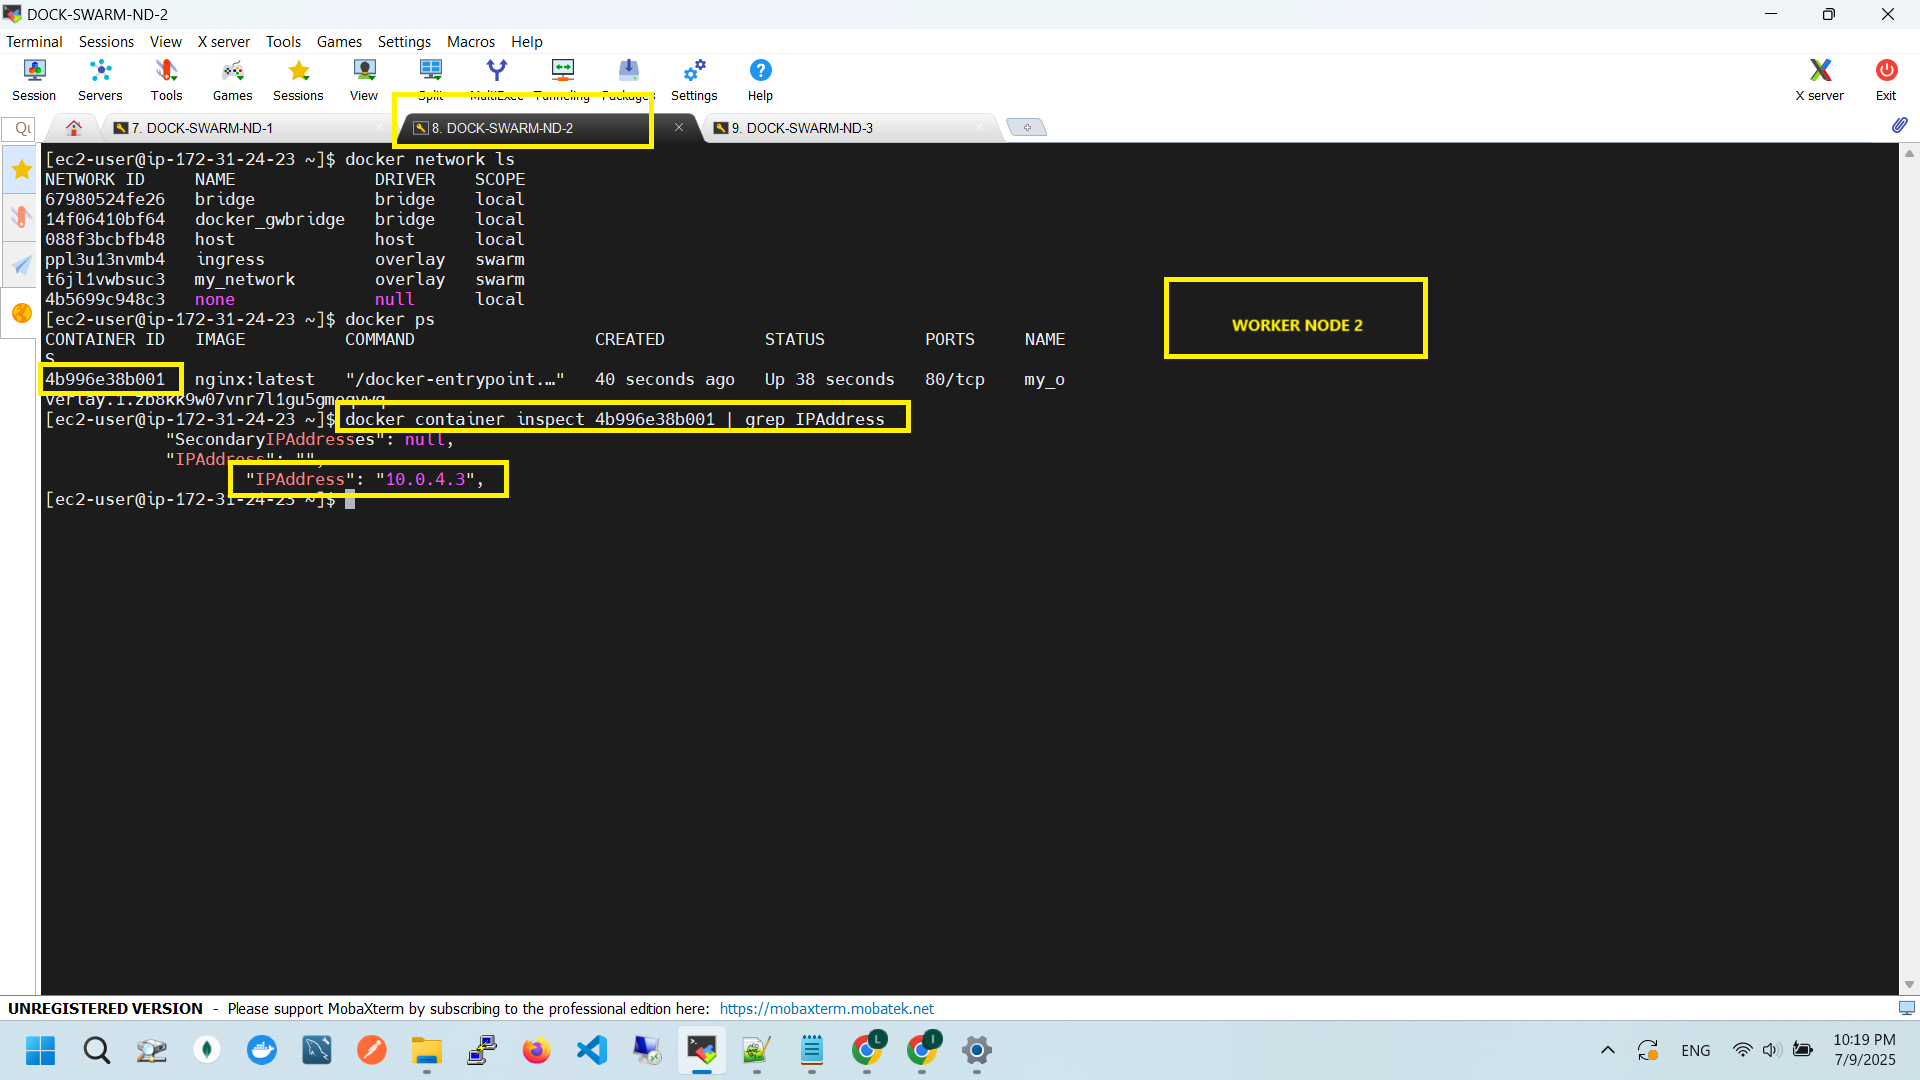 DOCK-SWARM-ND-2
Terminal Sessions View X server Tools Games Settings Macros Help
Session Servers Tools Games Sessions View Split MultiExec Tunneling Packages Settings Help X server Exit
7. DOCK-SWARM-ND-1 8. DOCK-SWARM-ND-2 9. DOCK-SWARM-ND-3
[ec2-user@ip-172-31-24-23 ~]$ docker network ls
NETWORK ID NAME DRIVER SCOPE
67980524fe26 bridge bridge local
14f06410bf64 docker_gwbridge bridge local
088f3bcbfb48 host host local
ppl3u13nvmb4 ingress overlay swarm
t6jl1vwbsuc3 my_network overlay swarm
4b5699c948c3 none null local
[ec2-user@ip-172-31-24-23 ~]$ docker ps
CONTAINER ID IMAGE COMMAND CREATED STATUS PORTS NAME
S
4b996e38b001 nginx:latest "/docker-entrypoint.…" 40 seconds ago Up 38 seconds 80/tcp my_o
[ec2-user@ip-172-31-24-23 ~]$ docker container inspect 4b996e38b001 | grep IPAddress
"SecondaryIPAddresses": null,
"IPAddress": "",
"IPAddress": "10.0.4.3",
[ec2-user@ip-172-31-24-23 ~]$
WORKER NODE 2
UNREGISTERED VERSION - Please support MobaXterm by subscribing to the professional edition here: https://mobaxterm.mobatek.net
L I
ENG
10:19 PM
7/9/2025